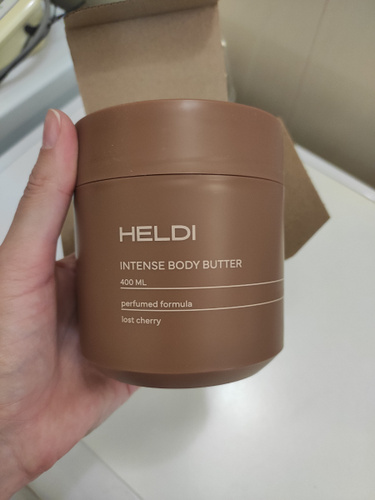 HELDI
INTENSE BODY BUTTER
400 ML
perfumed formula
lost cherry